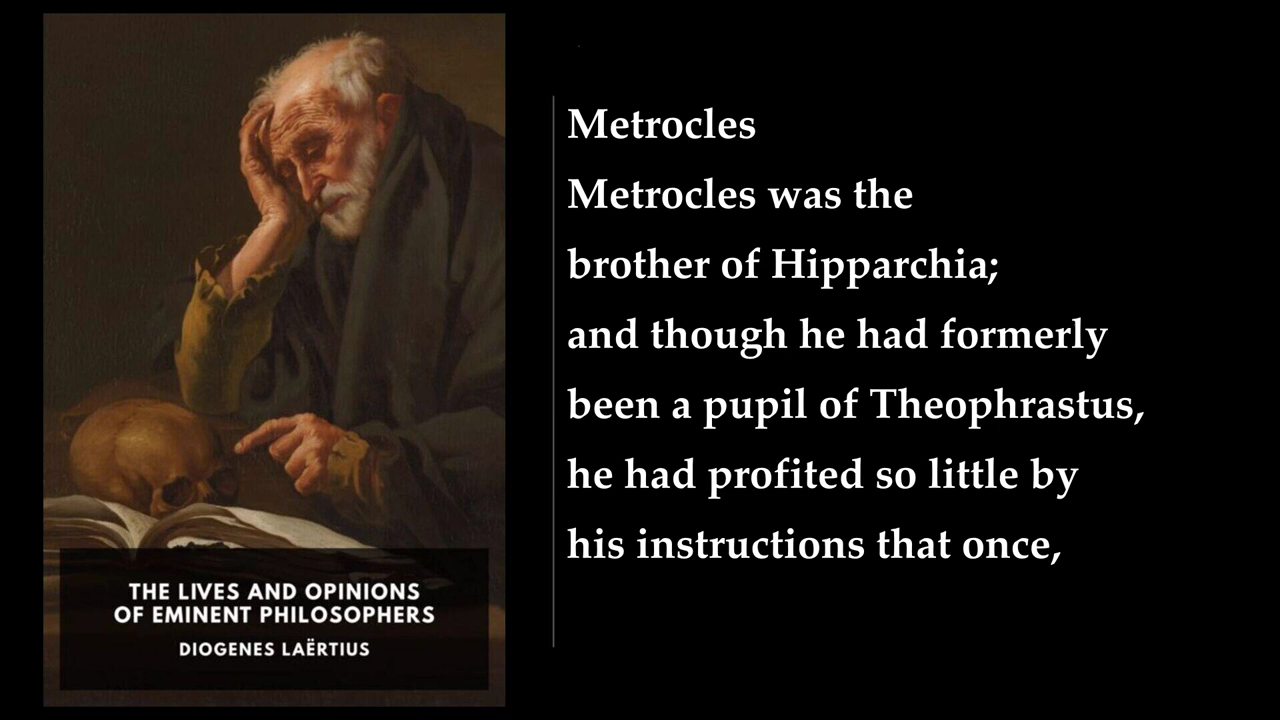 THE LIVES AND OPINIONS
OF EMINENT PHILOSOPHERS
DIOGENES LAËRTIUS
Metrocles
Metrocles was the
brother of Hipparchia;
and though he had formerly
been a pupil of Theophrastus,
he had profited so little by
his instructions that once,